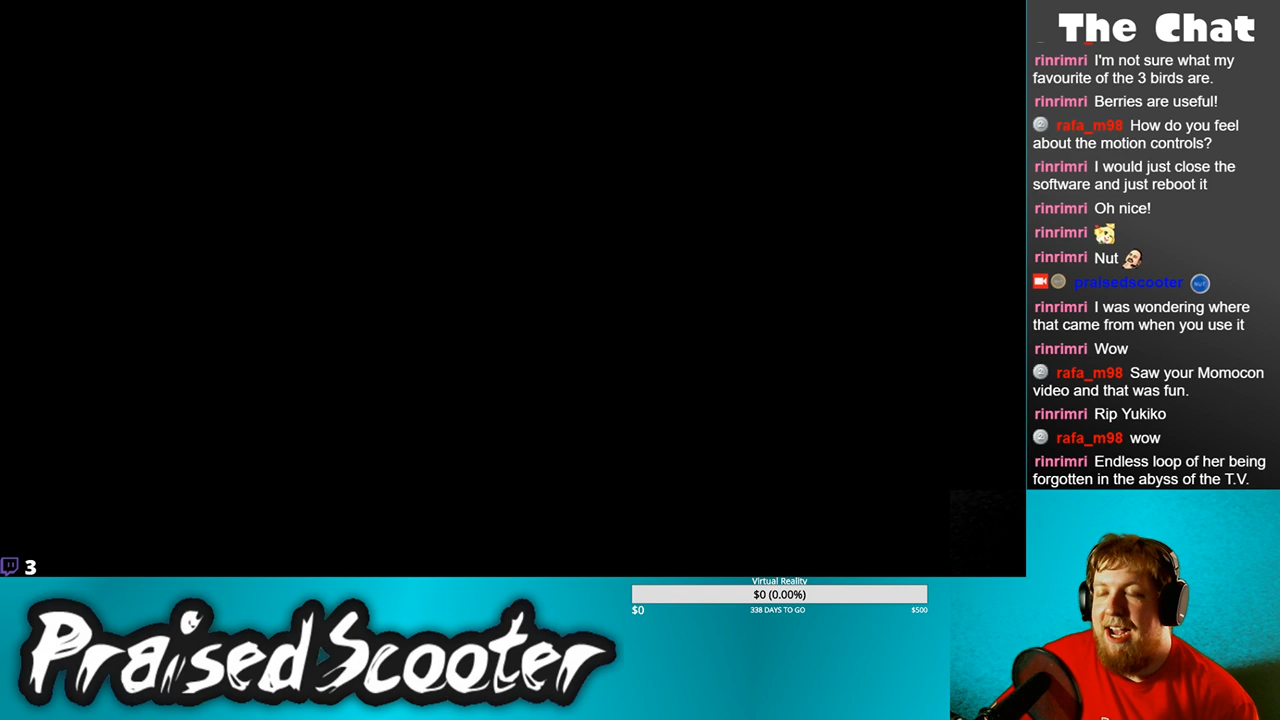 The Chat
rinrimri I'm not sure what my
favourite of the 3 birds are.
rinrimri Berries are useful!
rafa_m98 How do you feel
about the motion controls?
rinrimri I would just close the
software and just reboot it
rinrimri Oh nice!
rinrimri
rinrimri Nut
praisedscooter
rinrimri I was wondering where
that came from when you use it
rinrimri Wow
rafa_m98 Saw your Momocon
video and that was fun.
rinrimri Rip Yukiko
rafa_m98 wow
rinrimri Endless loop of her being
forgotten in the abyss of the T.V.
3
Virtual Reality
$0 (0.00%)
$0 338 DAYS TO GO $500
PraisedScooter